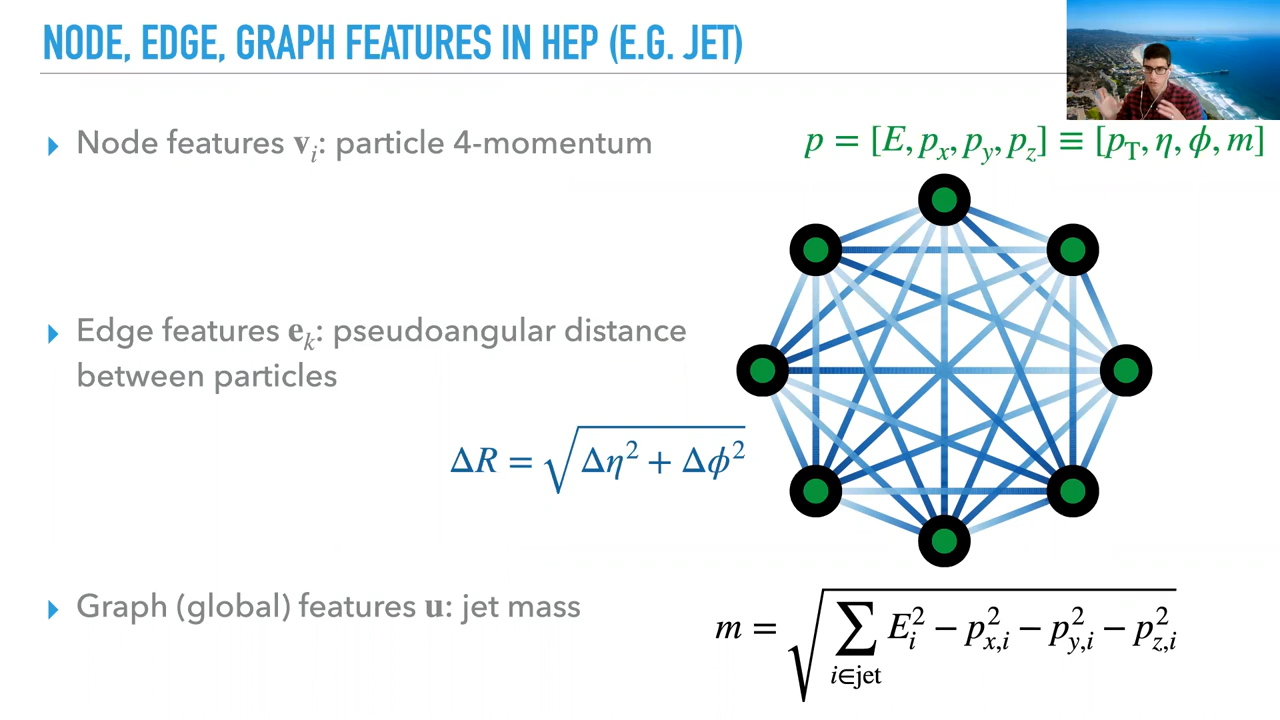 NODE, EDGE, GRAPH FEATURES IN HEP (E.G. JET)
▸ Node features v_i: particle 4-momentum
p = [E, p_x, p_y, p_z] ≡ [p_T, η, ϕ, m]
▸ Edge features e_k: pseudoangular distance
between particles
ΔR = √(Δη² + Δϕ²)
▸ Graph (global) features u: jet mass
m = √(∑_{i∈jet} E_i² − p_{x,i}² − p_{y,i}² − p_{z,i}²)